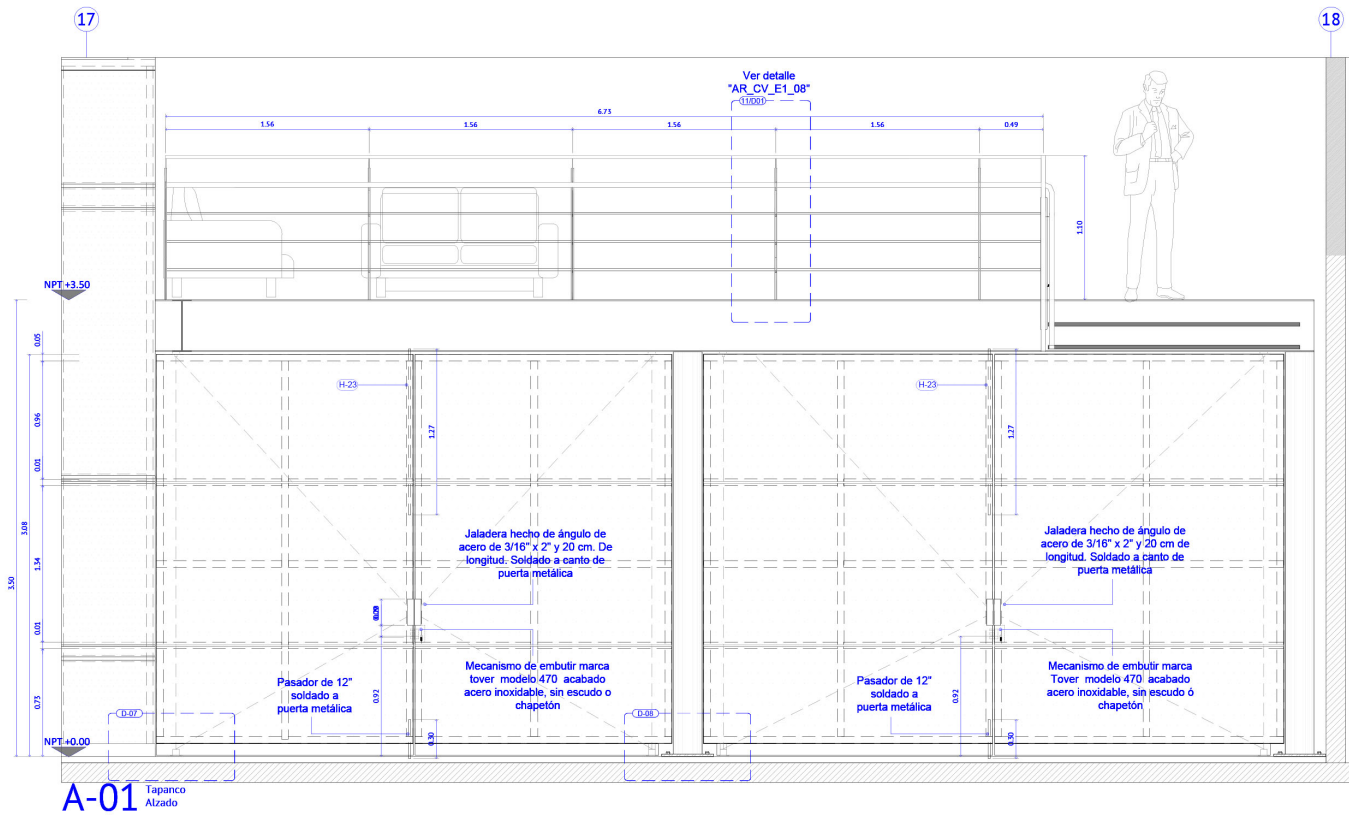 17
18
Ver detalle
"AR_CV_E1_08"
11/D01
6.73
1.56
1.56
1.56
1.56
0.49
1.10
NPT +3.50
0.05
H-23
H-23
0.96
1.27
1.27
0.01
3.08
3.50
1.34
Jaladera hecho de ángulo de
acero de 3/16" x 2" y 20 cm. De
longitud. Soldado a canto de
puerta metálica
Jaladera hecho de ángulo de
acero de 3/16" x 2" y 20 cm de
longitud. Soldado a canto de
puerta metálica
0.01
Mecanismo de embutir marca
tover modelo 470 acabado
acero inoxidable, sin escudo o
chapetón
Mecanismo de embutir marca
Tover modelo 470 acabado
acero inoxidable, sin escudo ó
chapetón
Pasador de 12"
soldado a
puerta metálica
Pasador de 12"
soldado a
puerta metálica
0.92
0.92
0.73
D-07
D-08
0.30
0.30
NPT +0.00
A-01
Tapanco
Alzado